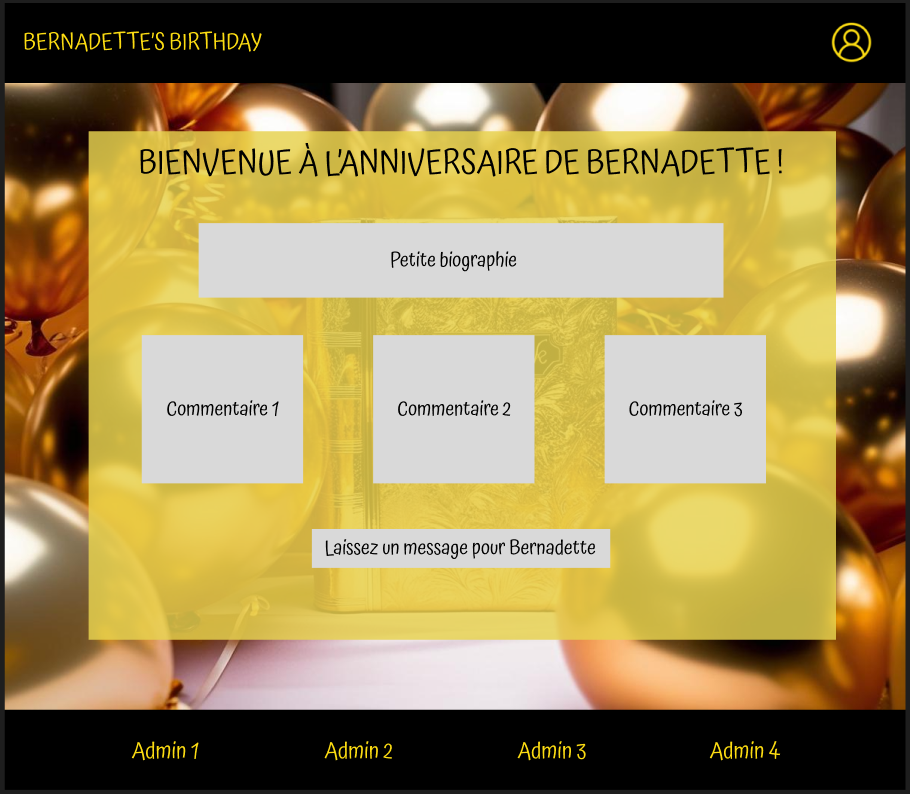 BERNADETTE'S BIRTHDAY
BIENVENUE À L'ANNIVERSAIRE DE BERNADETTE !
Petite biographie
Commentaire 1
Commentaire 2
Commentaire 3
Laissez un message pour Bernadette
Admin 1
Admin 2
Admin 3
Admin 4